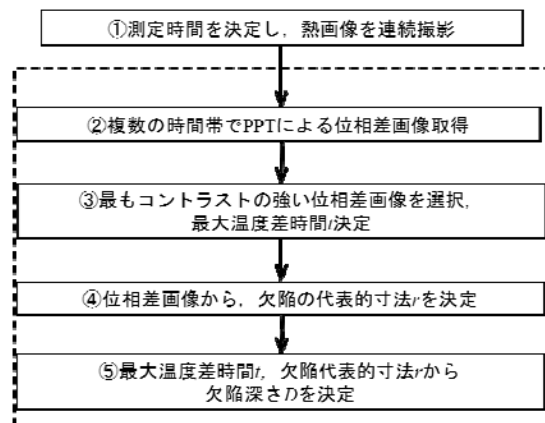 ①測定時間を決定し，熱画像を連続撮影
②複数の時間帯でPPTによる位相差画像取得
③最もコントラストの強い位相差画像を選択，
最大温度差時間t決定
④位相差画像から，欠陥の代表的寸法rを決定
⑤最大温度差時間t，欠陥代表的寸法rから
欠陥深さDを決定